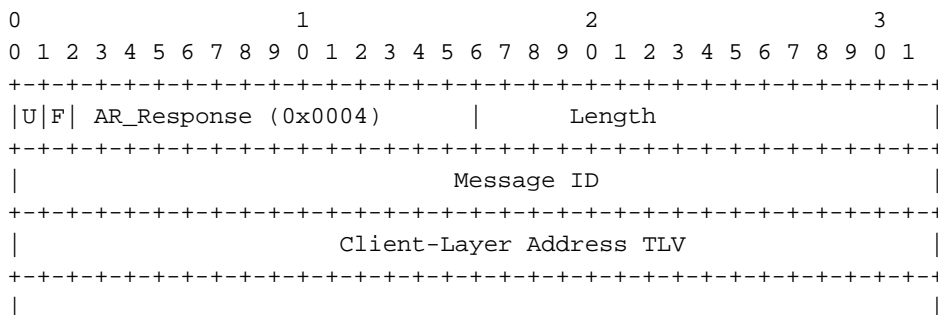 0                   1                   2                   3
0 1 2 3 4 5 6 7 8 9 0 1 2 3 4 5 6 7 8 9 0 1 2 3 4 5 6 7 8 9 0 1
+-+-+-+-+-+-+-+-+-+-+-+-+-+-+-+-+-+-+-+-+-+-+-+-+-+-+-+-+-+-+-+-+
|U|F| AR_Response (0x0004)      |      Length                   |
+-+-+-+-+-+-+-+-+-+-+-+-+-+-+-+-+-+-+-+-+-+-+-+-+-+-+-+-+-+-+-+-+
|                              Message ID                       |
+-+-+-+-+-+-+-+-+-+-+-+-+-+-+-+-+-+-+-+-+-+-+-+-+-+-+-+-+-+-+-+-+
|                      Client-Layer Address TLV                 |
+-+-+-+-+-+-+-+-+-+-+-+-+-+-+-+-+-+-+-+-+-+-+-+-+-+-+-+-+-+-+-+-+
|                                                               |